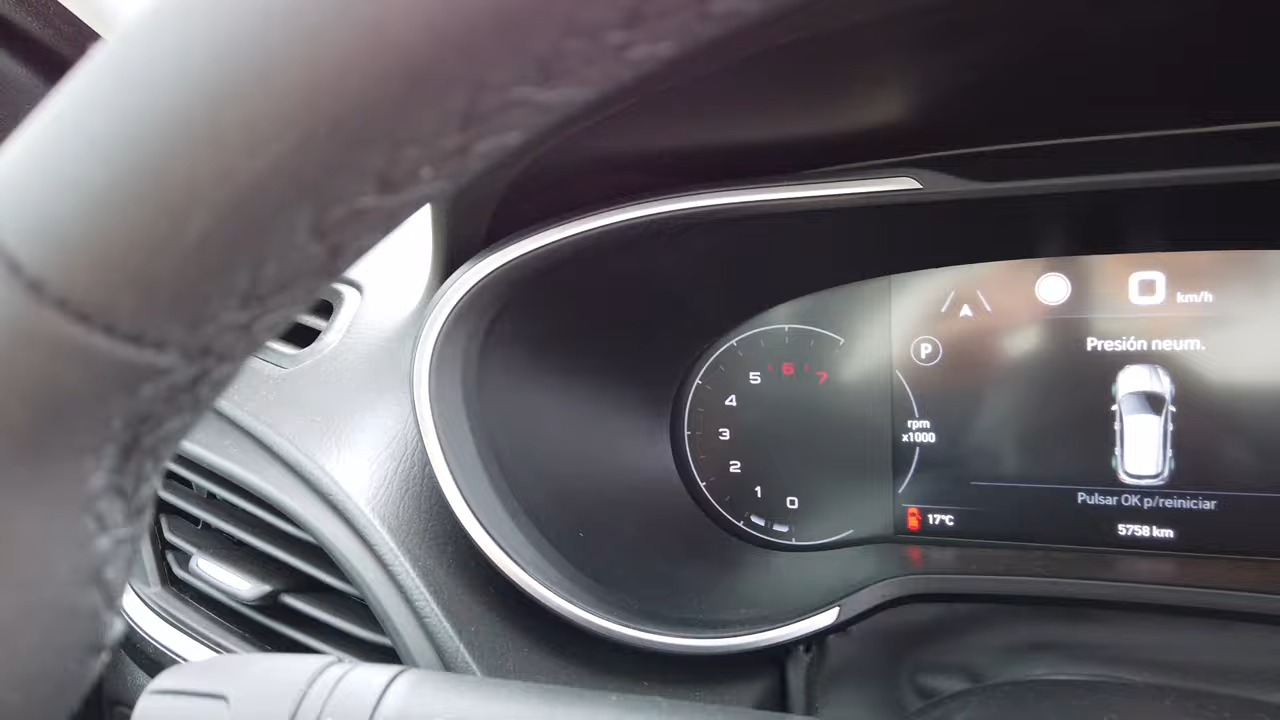 0 km/h
Presión neum.
P
5 6 7
4
3
2
1 0
rpm
x1000
Pulsar OK p/reiniciar
17°C
5758 km